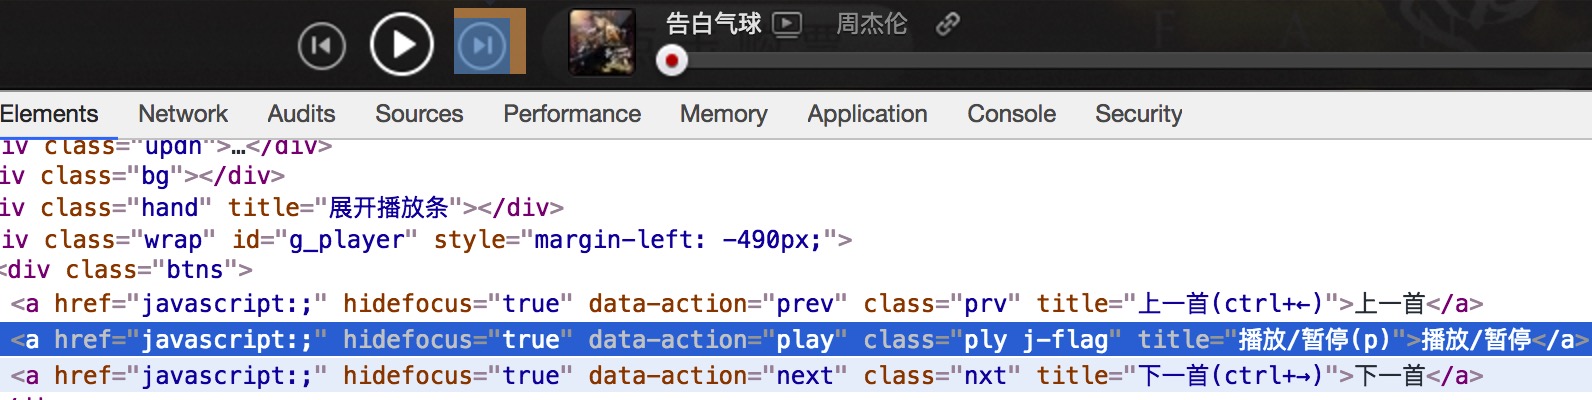 告白气球 周杰伦
Elements Network Audits Sources Performance Memory Application Console Security
iv class="updn">…</div>
iv class="bg"></div>
iv class="hand" title="展开播放条"></div>
iv class="wrap" id="g_player" style="margin-left: -490px;">
<div class="btns">
<a href="javascript:;" hidefocus="true" data-action="prev" class="prv" title="上一首(ctrl+←)">上一首</a>
<a href="javascript:;" hidefocus="true" data-action="play" class="ply j-flag" title="播放/暂停(p)">播放/暂停</a>
<a href="javascript:;" hidefocus="true" data-action="next" class="nxt" title="下一首(ctrl+→)">下一首</a>